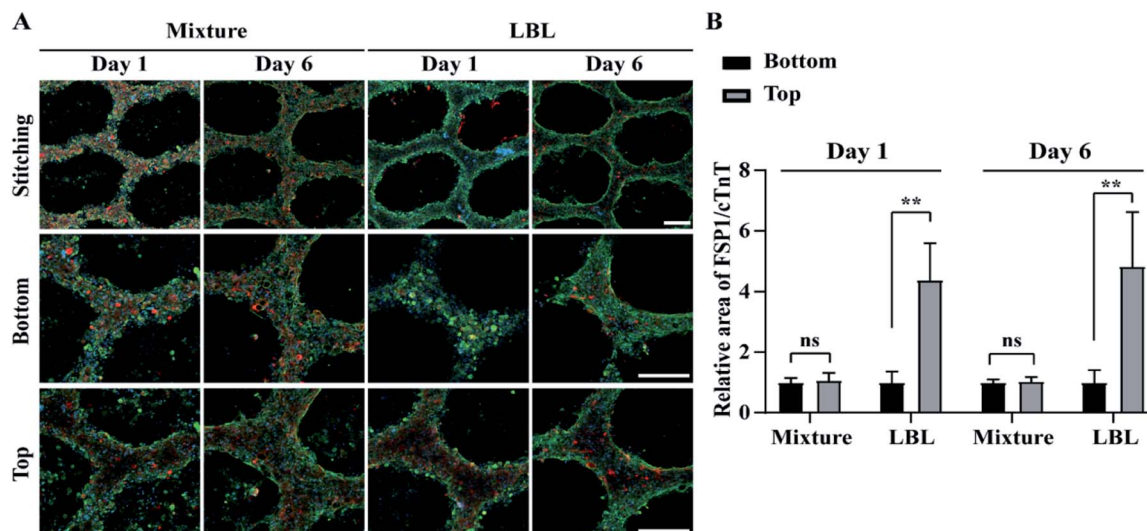 A
Mixture
LBL
Day 1
Day 6
Day 1
Day 6
Stitching
Bottom
Top
B
Bottom
Top
Day 1
Day 6
Relative area of FSP1/cTnT
8
6
4
2
0
ns
**
ns
**
Mixture
LBL
Mixture
LBL